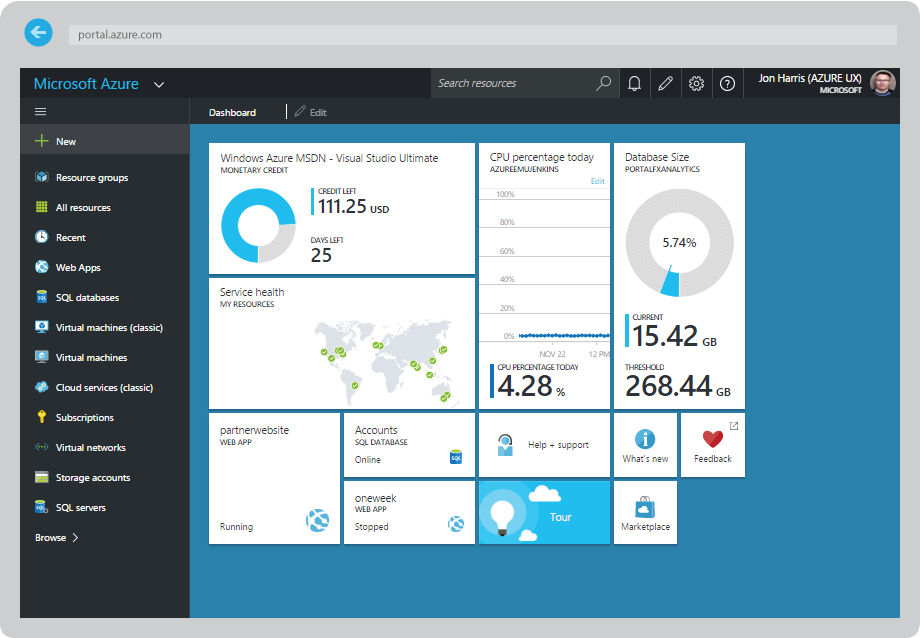 portal.azure.com
Microsoft Azure
Search resources
Jon Harris (AZURE UX)
MICROSOFT
Dashboard
Edit
New
Resource groups
All resources
Recent
Web Apps
SQL databases
Virtual machines (classic)
Virtual machines
Cloud services (classic)
Subscriptions
Virtual networks
Storage accounts
SQL servers
Browse
Windows Azure MSDN - Visual Studio Ultimate
MONETARY CREDIT
CREDIT LEFT
111.25 USD
DAYS LEFT
25
CPU percentage today
AZUREEMUJENKINS
Edit
100%
80%
60%
40%
20%
0%
NOV 22
12 PM
CPU PERCENTAGE TODAY
4.28 %
Database Size
PORTALFXANALYTICS
5.74%
CURRENT
15.42 GB
THRESHOLD
268.44 GB
Service health
MY RESOURCES
partnerwebsite
WEB APP
Running
Accounts
SQL DATABASE
Online
SQL
Help + support
What's new
Feedback
oneweek
WEB APP
Stopped
Tour
Marketplace